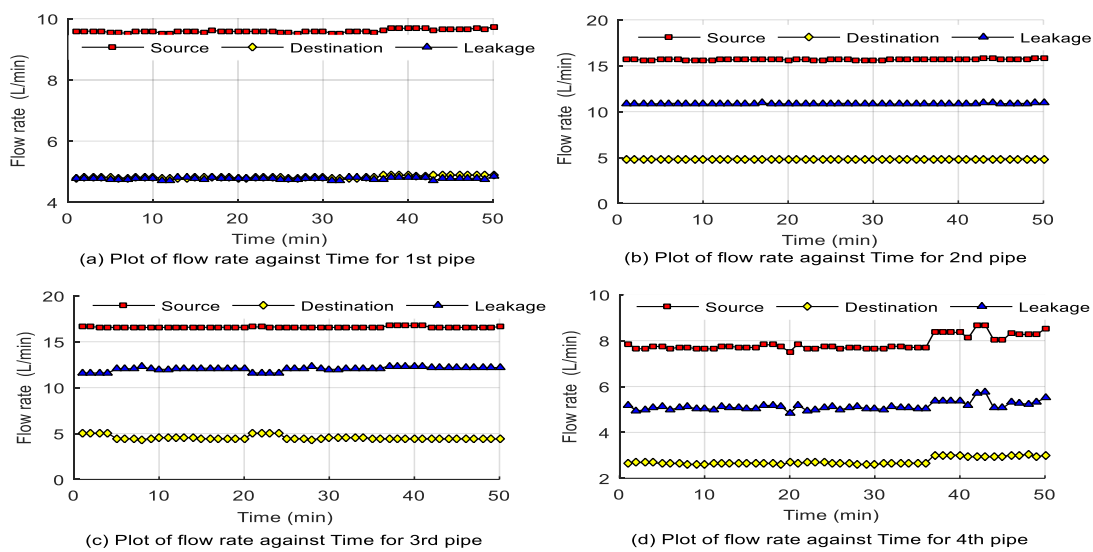 10
8
6
4
Flow rate (L/min)
Source Destination Leakage
0 10 20 30 40 50
Time (min)
(a) Plot of flow rate against Time for 1st pipe
20
15
10
5
0
Flow rate (L/min)
Source Destination Leakage
0 10 20 30 40 50
Time (min)
(b) Plot of flow rate against Time for 2nd pipe
20
15
10
5
0
Flow rate (L/min)
Source Destination Leakage
0 10 20 30 40 50
Time (min)
(c) Plot of flow rate against Time for 3rd pipe
10
8
6
4
2
Flow rate (L/min)
Source Destination Leakage
0 10 20 30 40 50
Time (min)
(d) Plot of flow rate against Time for 4th pipe